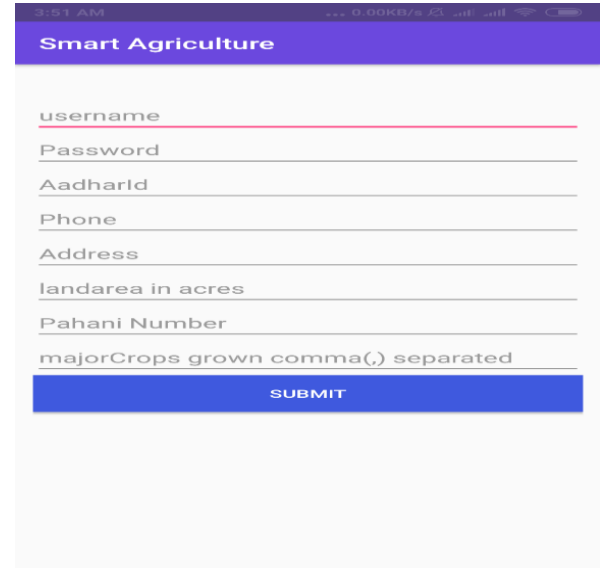 3:51 AM ... 0.00KB/s
Smart Agriculture
username
Password
AadharId
Phone
Address
landarea in acres
Pahani Number
majorCrops grown comma(,) separated
SUBMIT